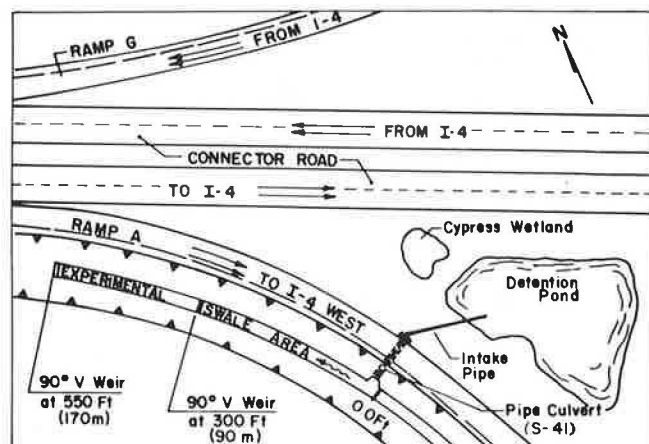 RAMP G
FROM I-4
N
FROM I-4
CONNECTOR ROAD
TO I-4
RAMP A
TO I-4 WEST
Cypress Wetland
Detention
Pond
EXPERIMENTAL
SWALE AREA
Intake
Pipe
0.0Ft
Pipe Culvert
(S-41)
90° V Weir
at 550 Ft
(170m)
90° V Weir
at 300 Ft
(90 m)